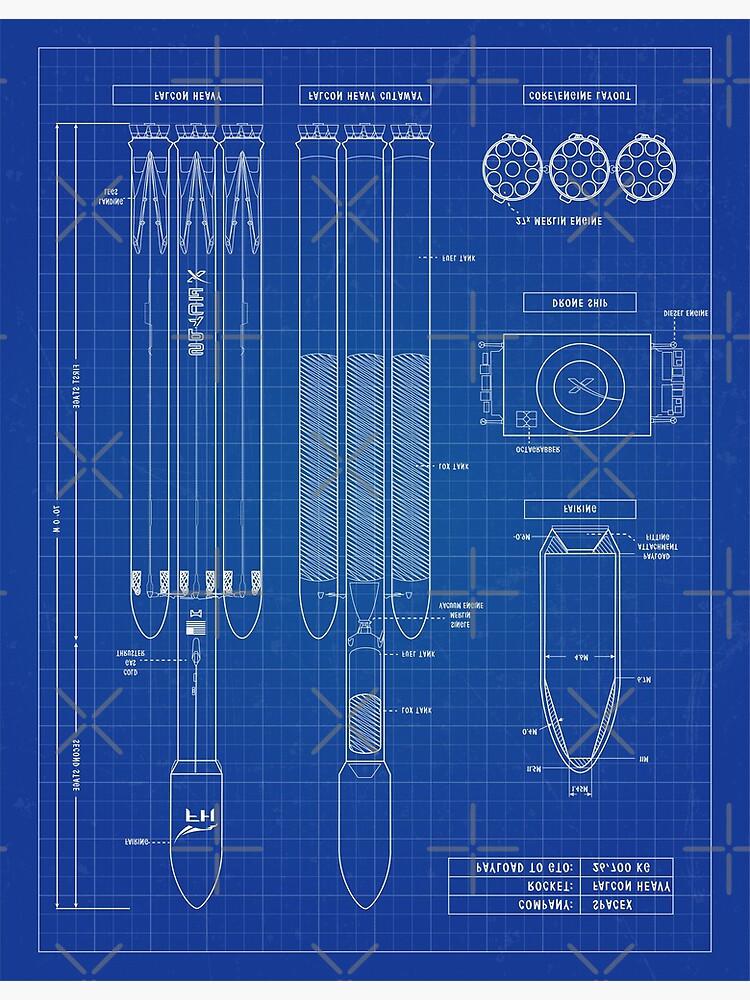 FALCON HEAVY
FALCON HEAVY CUTAWAY
CORE/ENGINE LAYOUT
LANDING
LEGS
27X MERLIN ENGINE
FUEL TANK
DRONE SHIP
DIESEL ENGINE
FIRST STAGE
OCTAGRABBER
LOX TANK
FAIRING
70.0 M
-0.9M
PAYLOAD
ATTACHMENT
FITTING
SINGLE
MERLIN
VACUUM ENGINE
COLD
GAS
THRUSTER
FUEL TANK
4.6M
6.7M
LOX TANK
0.4M
SECOND STAGE
11M
11.5M
1.45M
FH
FAIRING
COMPANY: SPACEX
ROCKET: FALCON HEAVY
PAYLOAD TO GTO: 26,700 KG